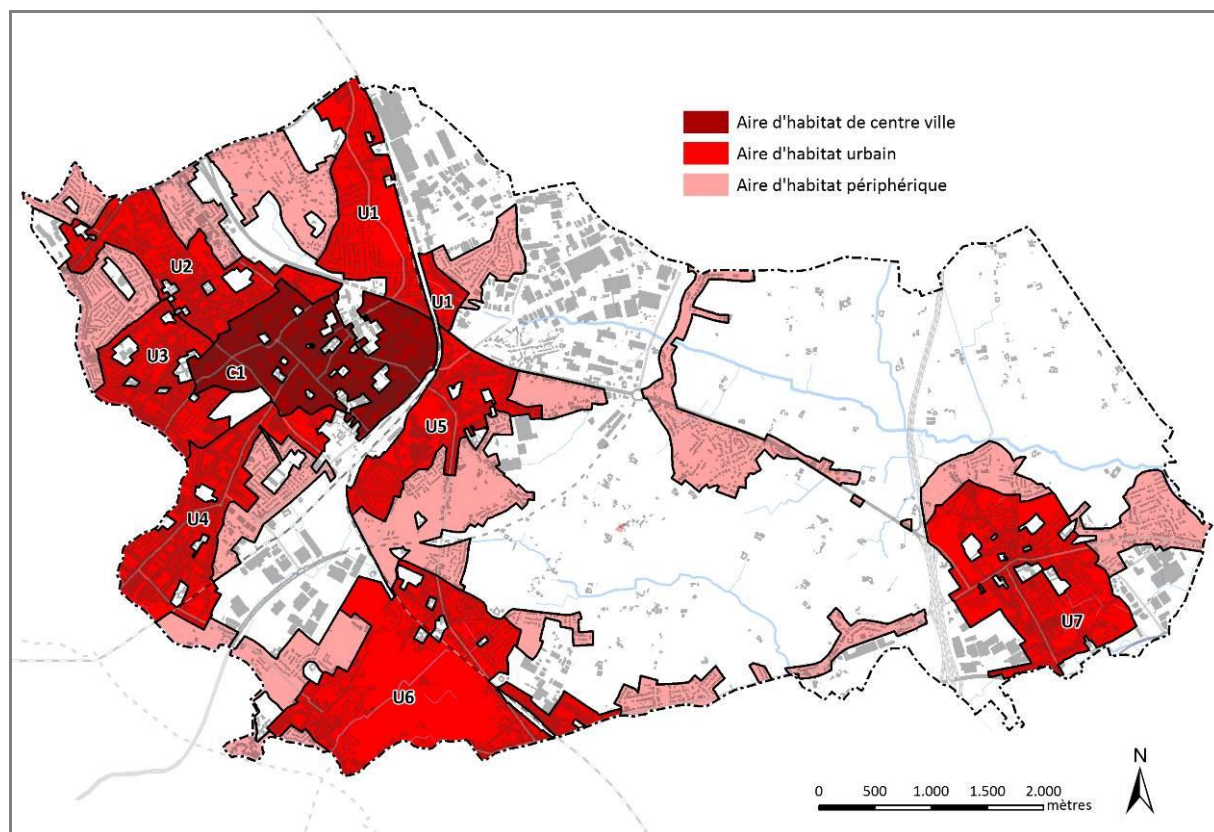 Aire d'habitat de centre ville
Aire d'habitat urbain
Aire d'habitat périphérique
U1
U2
U1
U3
C1
U5
U4
U7
U6
N
0 500 1.000 1.500 2.000
mètres